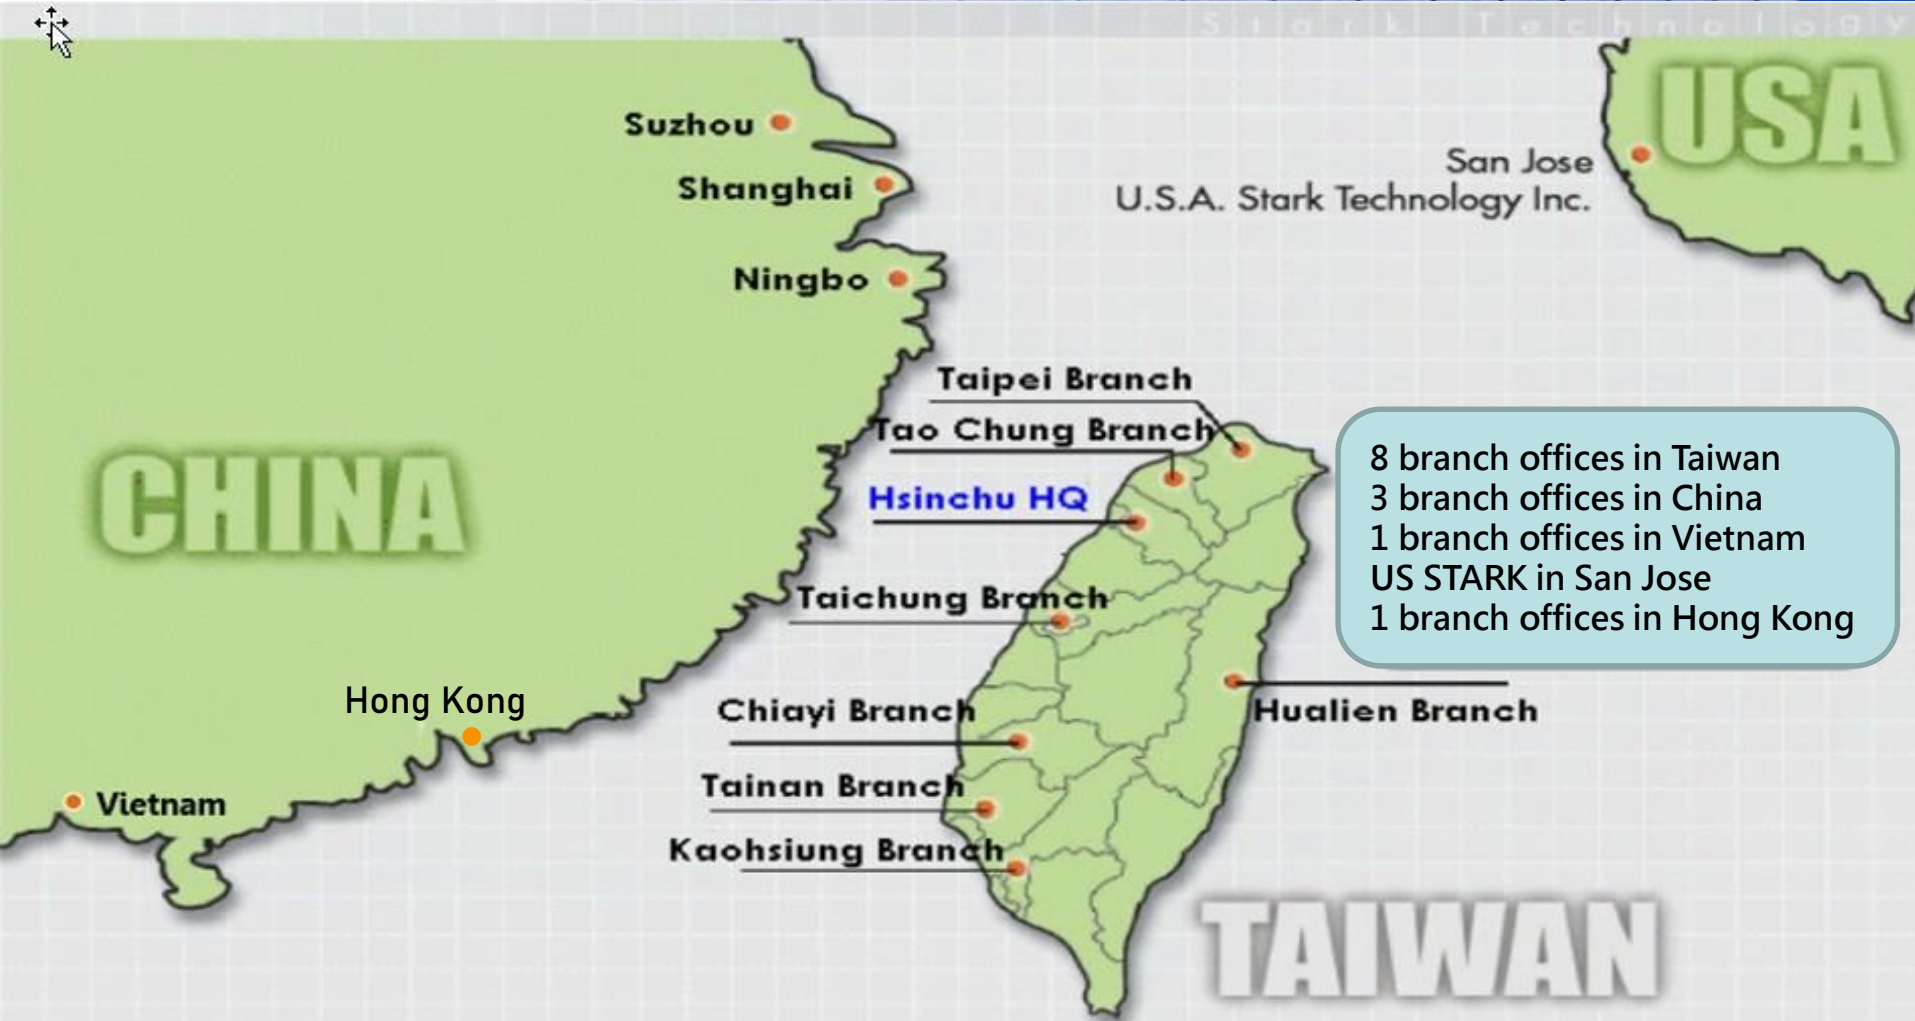 Stark Technology
USA
Suzhou
San Jose
U.S.A. Stark Technology Inc.
Shanghai
Ningbo
Taipei Branch
Tao Chung Branch
Hsinchu HQ
CHINA
8 branch offices in Taiwan
3 branch offices in China
1 branch offices in Vietnam
US STARK in San Jose
1 branch offices in Hong Kong
Taichung Branch
Hong Kong
Chiayi Branch
Hualien Branch
Tainan Branch
Vietnam
Kaohsiung Branch
TAIWAN